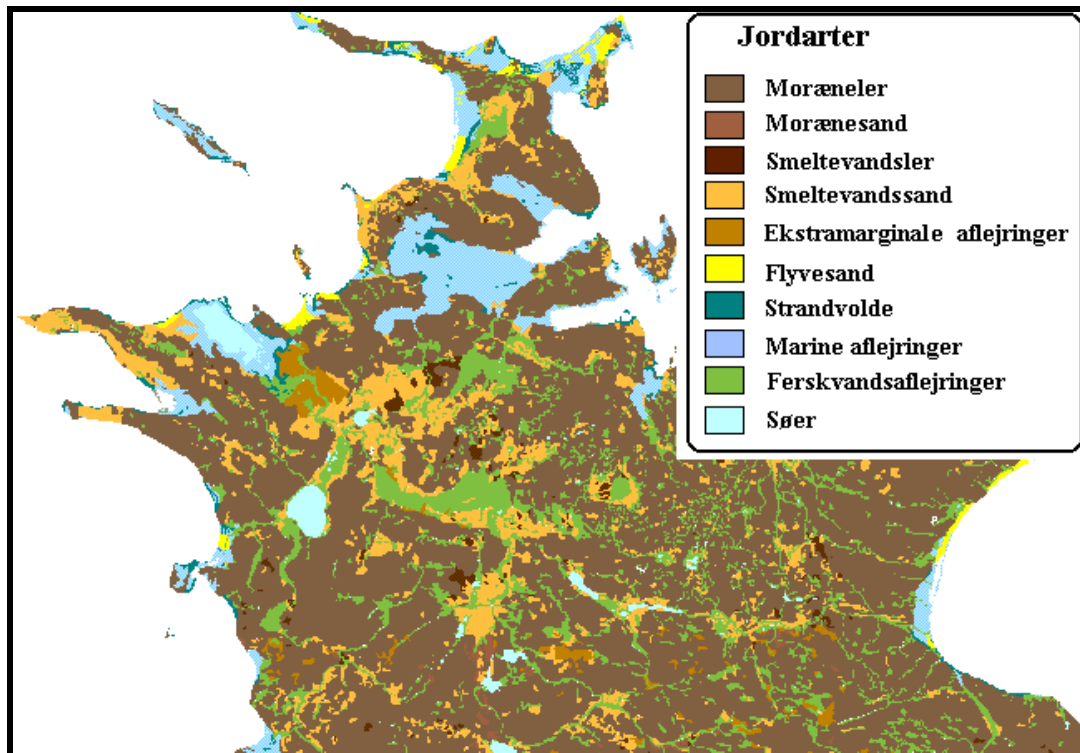 Jordarter
Moræneler
Morænesand
Smeltevandsler
Smeltevandssand
Ekstramarginale aflejringer
Flyvesand
Strandvolde
Marine aflejringer
Ferskvandsaflejringer
Søer